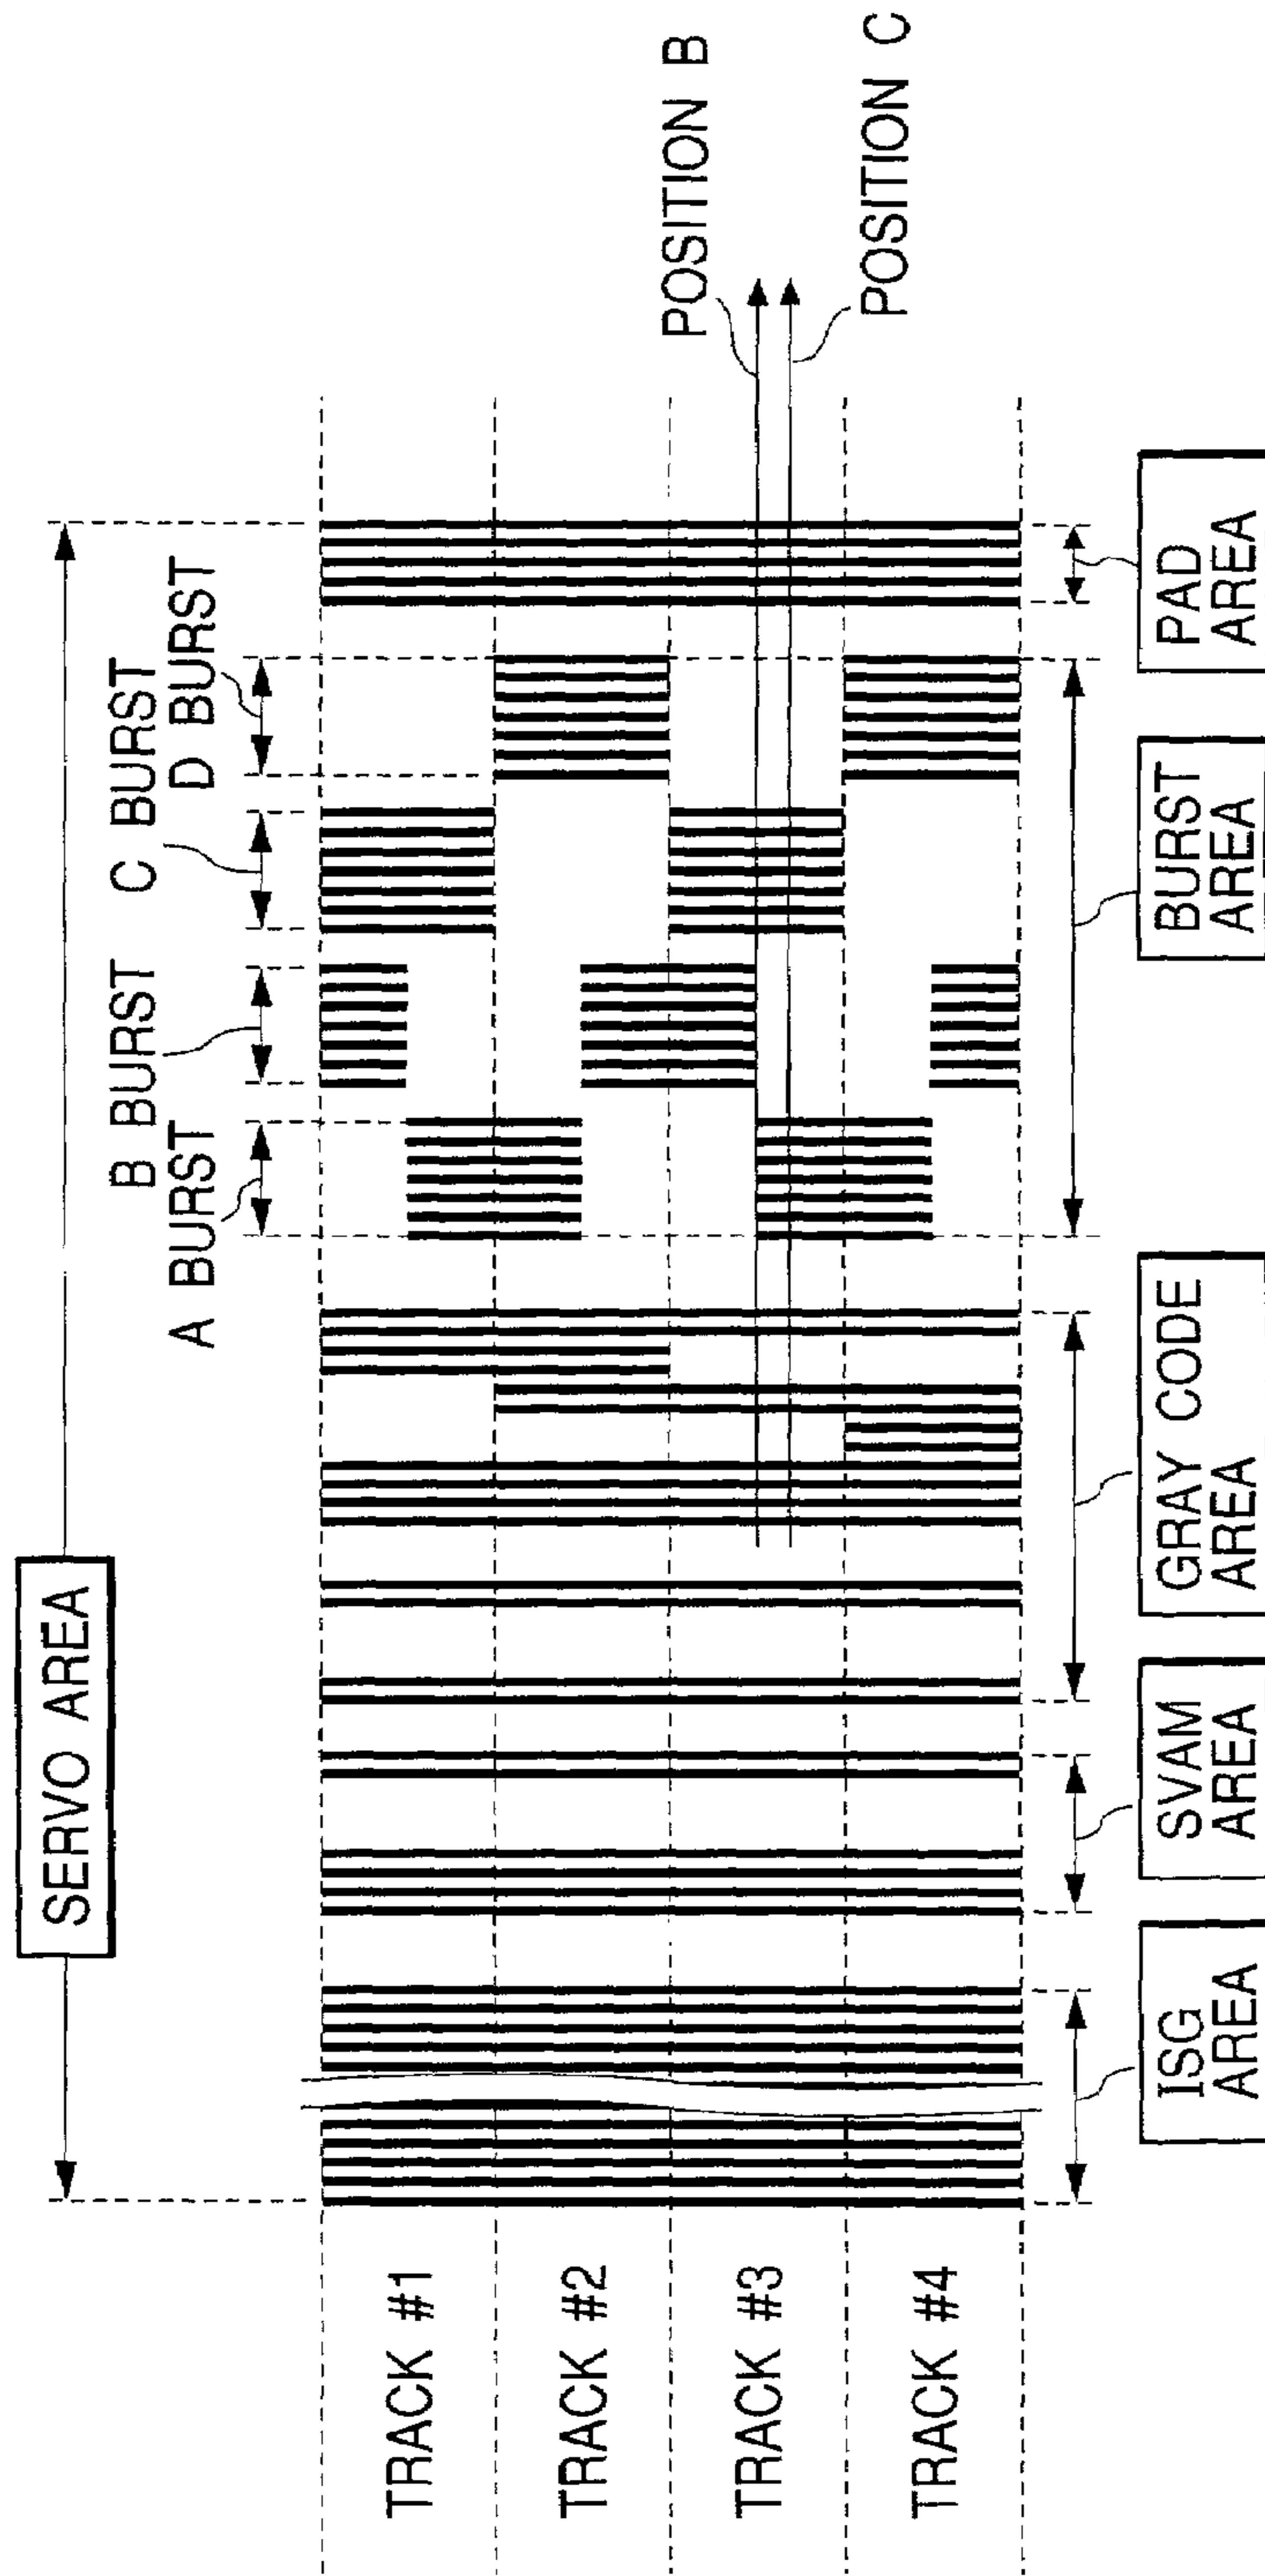 SERVO AREA
A BURST
B BURST
C BURST
D BURST
TRACK #1
TRACK #2
TRACK #3
TRACK #4
POSITION B
POSITION C
ISG
AREA
SVAM
AREA
GRAY CODE
AREA
BURST
AREA
PAD
AREA